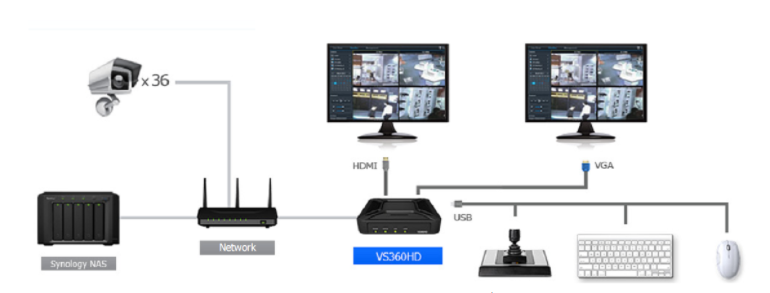 x 36
HDMI
VGA
USB
Network
VS360HD
Synology NAS